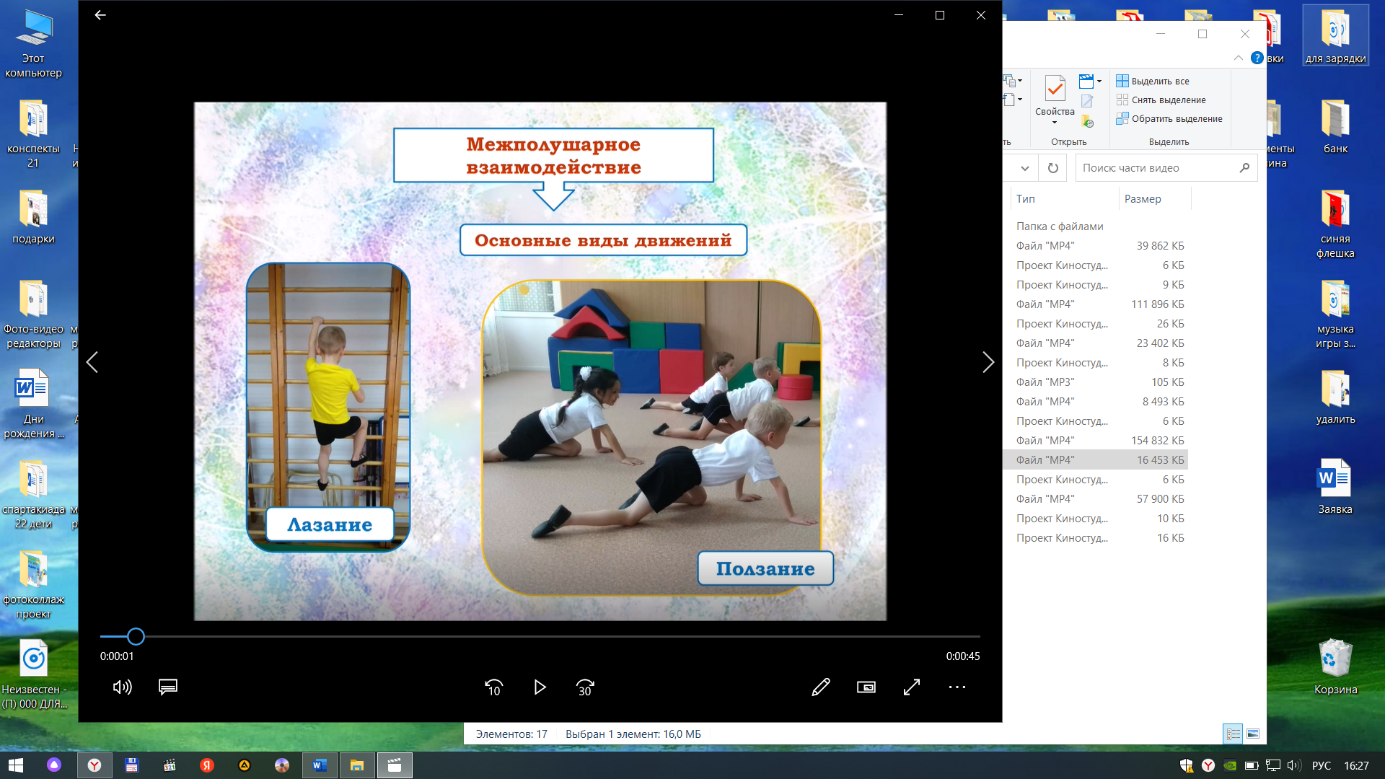 Этот
компьютер
конспекты
21
подарки
Фото-видео
редакторы
Дни
рождения ...
спартакиада
22 дети
фотоколлаж
проект
Неизвестен -
(П) 000 ДЛЯ...
Межполушарное
взаимодействие
Основные виды движений
Лазание
Ползание
0:00:01
0:00:45
10
30
Свойства
Открыть
Выделить все
Снять выделение
Обратить выделение
Выделить
Поиск: части видео
Тип
Размер
Папка с файлами
Файл "MP4" 39 862 КБ
Проект Киностуд... 6 КБ
Проект Киностуд... 9 КБ
Файл "MP4" 111 896 КБ
Проект Киностуд... 26 КБ
Файл "MP4" 23 402 КБ
Проект Киностуд... 8 КБ
Файл "MP3" 105 КБ
Файл "MP4" 8 493 КБ
Проект Киностуд... 6 КБ
Файл "MP4" 154 832 КБ
Файл "MP4" 16 453 КБ
Проект Киностуд... 6 КБ
Файл "MP4" 57 900 КБ
Проект Киностуд... 10 КБ
Проект Киностуд... 16 КБ
Элементов: 17 Выбран 1 элемент: 16,0 МБ
для зарядки
банк
синяя
флешка
музыка
игры з...
удалить
Заявка
Корзина
РУС 16:27